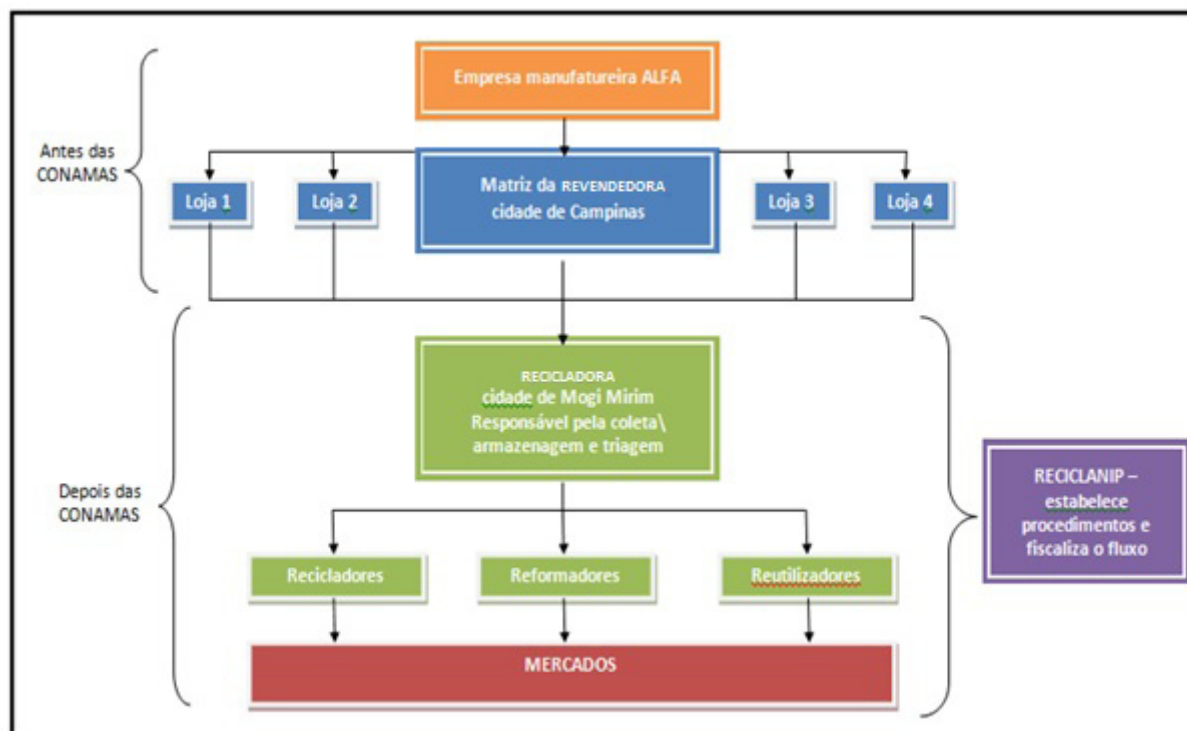 Empresa manufatureira ALFA
Antes das
CONAMAS
Loja 1
Loja 2
Matriz da REVENDEDORA
cidade de Campinas
Loja 3
Loja 4
RECICLADORA
cidade de Mogi Mirim
Responsável pela coleta\
armazenagem e triagem
Depois das
CONAMAS
RECICLANIP –
estabelece
procedimentos e
fiscaliza o fluxo
Recicladores
Reformadores
Reutilizadores
MERCADOS